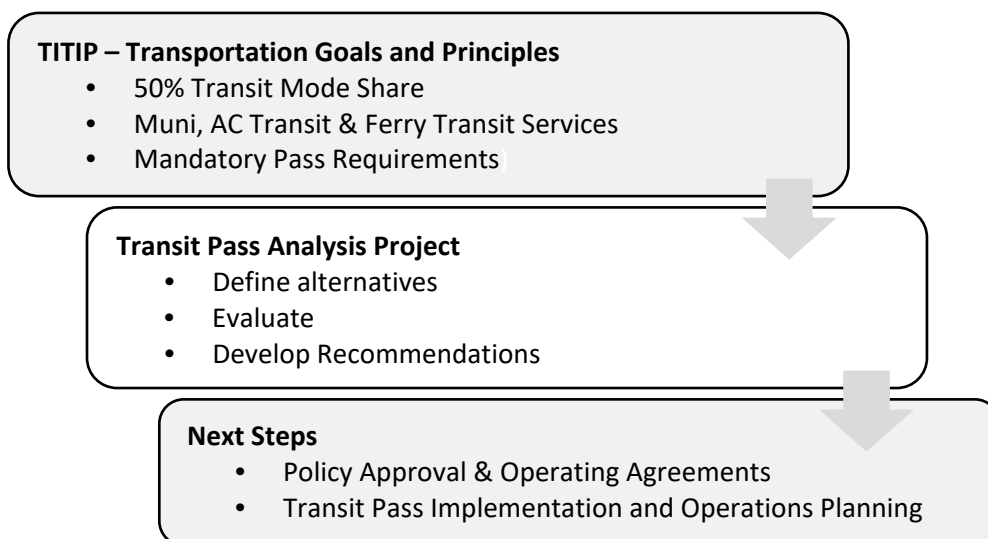 TITIP – Transportation Goals and Principles
• 50% Transit Mode Share
• Muni, AC Transit & Ferry Transit Services
• Mandatory Pass Requirements)
Transit Pass Analysis Project
• Define alternatives
• Evaluate
• Develop Recommendations
Next Steps
• Policy Approval & Operating Agreements
• Transit Pass Implementation and Operations Planning